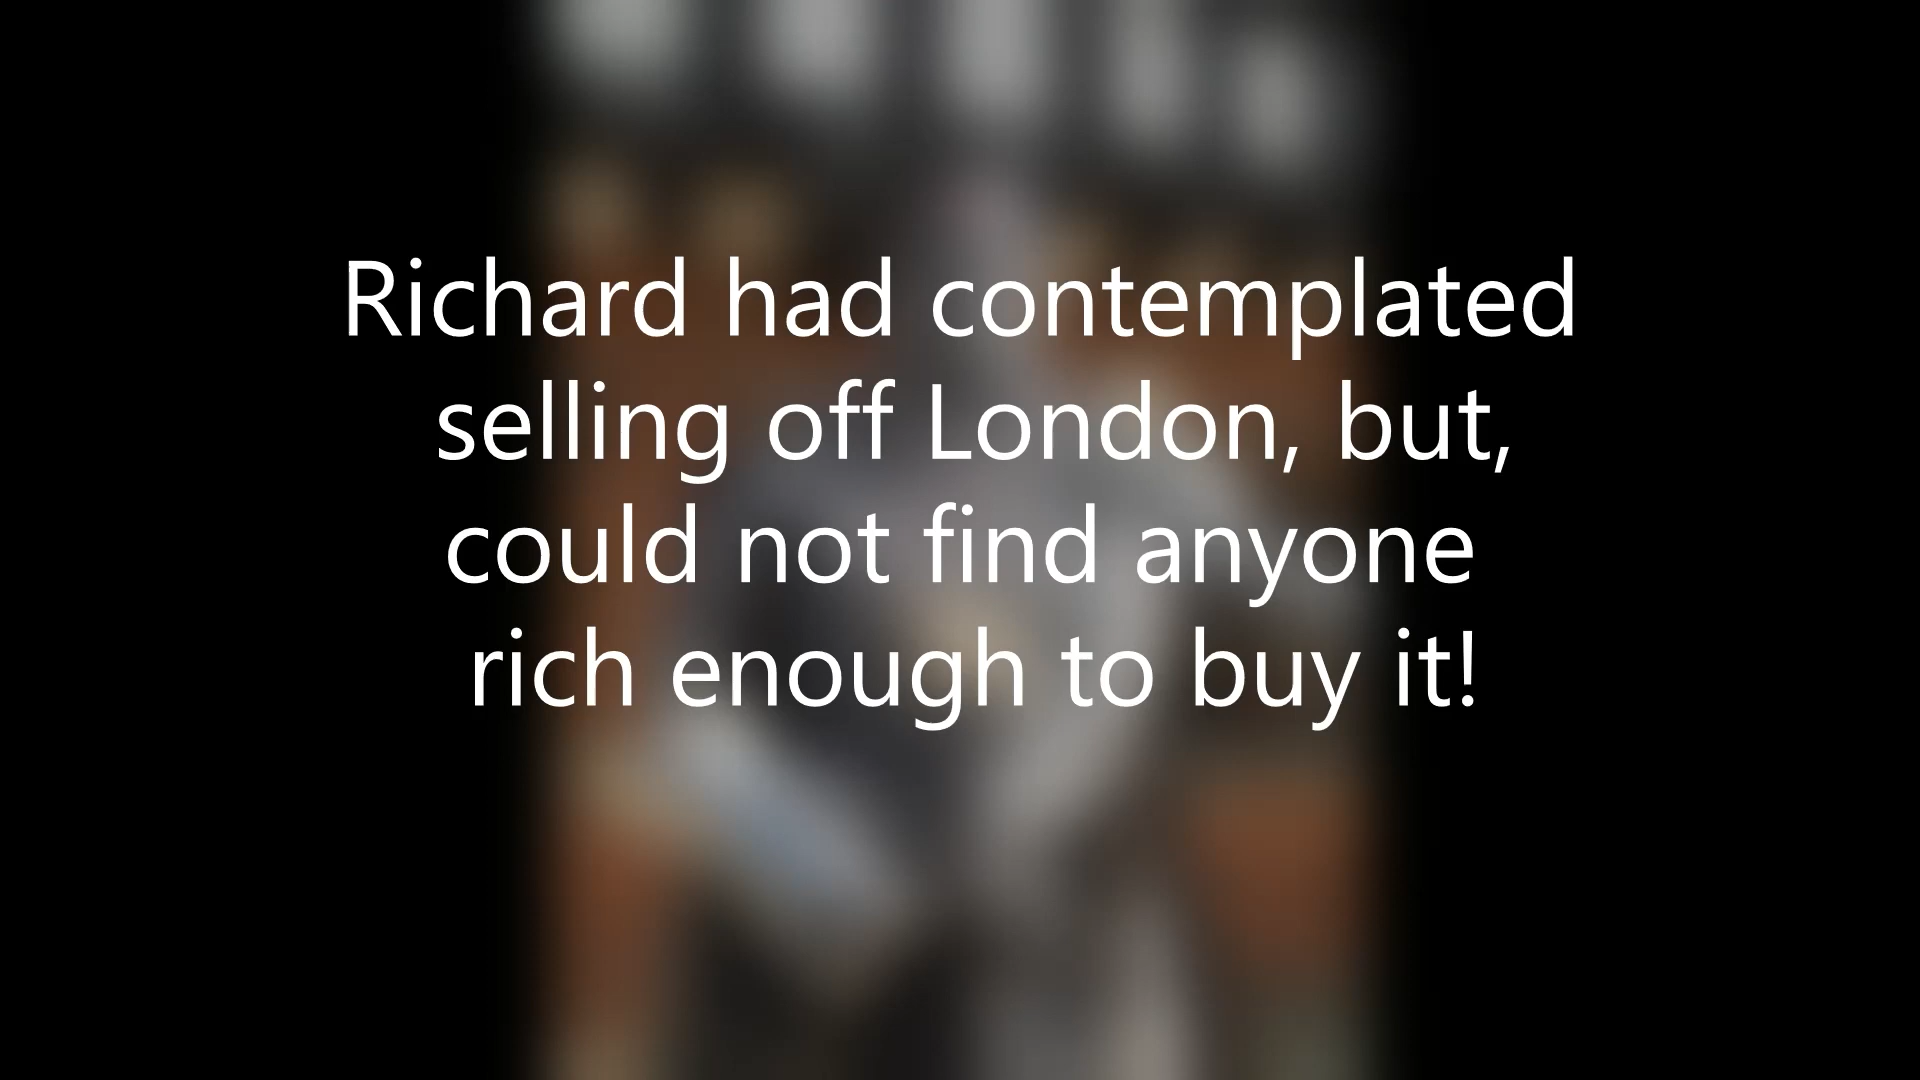 Richard had contemplated
selling off London, but,
could not find anyone
rich enough to buy it!